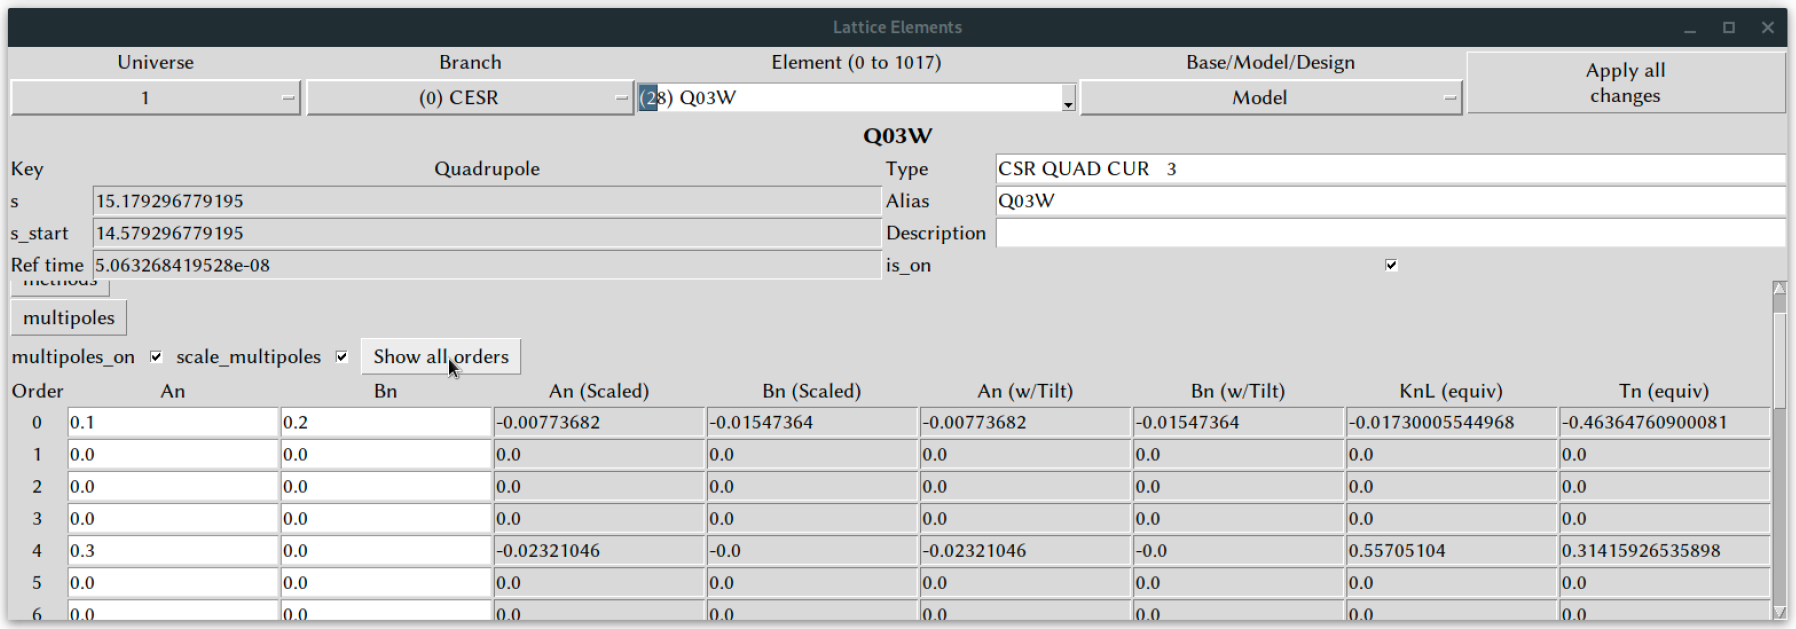 Lattice Elements
Universe Branch Element (0 to 1017) Base/Model/Design Apply all changes
1 (0) CESR (28) Q03W Model
Q03W
Key Quadrupole Type CSR QUAD CUR   3
s 15.179296779195 Alias Q03W
s_start 14.579296779195 Description
Ref time 5.063268419528e-08 is_on
methods
multipoles
multipoles_on scale_multipoles Show all orders
Order An Bn An (Scaled) Bn (Scaled) An (w/Tilt) Bn (w/Tilt) KnL (equiv) Tn (equiv)
0 0.1 0.2 -0.00773682 -0.01547364 -0.00773682 -0.01547364 -0.01730005544968 -0.46364760900081
1 0.0 0.0 0.0 0.0 0.0 0.0 0.0 0.0
2 0.0 0.0 0.0 0.0 0.0 0.0 0.0 0.0
3 0.0 0.0 0.0 0.0 0.0 0.0 0.0 0.0
4 0.3 0.0 -0.02321046 -0.0 -0.02321046 -0.0 0.55705104 0.31415926535898
5 0.0 0.0 0.0 0.0 0.0 0.0 0.0 0.0
6 0.0 0.0 0.0 0.0 0.0 0.0 0.0 0.0